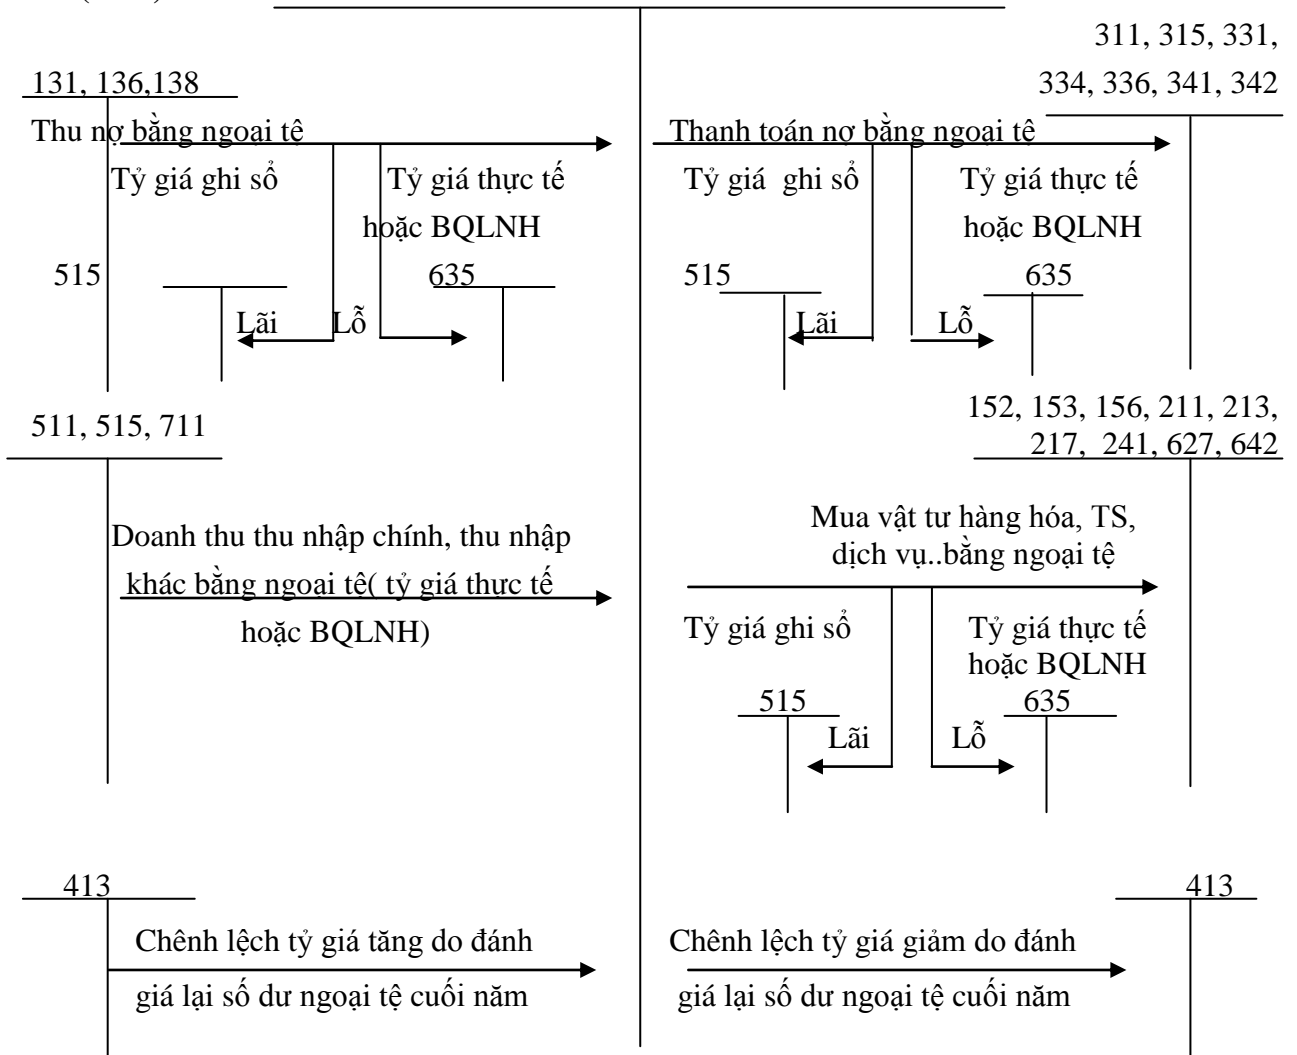 311, 315, 331,
131, 136,138
334, 336, 341, 342
Thu nợ bằng ngoại tệ
Thanh toán nợ bằng ngoại tệ
Tỷ giá ghi sổ
Tỷ giá thực tế
Tỷ giá ghi sổ
Tỷ giá thực tế
hoặc BQLNH
hoặc BQLNH
515
635
515
635
Lãi
Lỗ
Lãi
Lỗ
511, 515, 711
152, 153, 156, 211, 213,
217, 241, 627, 642
Doanh thu thu nhập chính, thu nhập
khác bằng ngoại tệ( tỷ giá thực tế
hoặc BQLNH)
Mua vật tư hàng hóa, TS,
dịch vụ..bằng ngoại tệ
Tỷ giá ghi sổ
Tỷ giá thực tế
hoặc BQLNH
515
635
Lãi
Lỗ
413
413
Chênh lệch tỷ giá tăng do đánh
giá lại số dư ngoại tệ cuối năm
Chênh lệch tỷ giá giảm do đánh
giá lại số dư ngoại tệ cuối năm